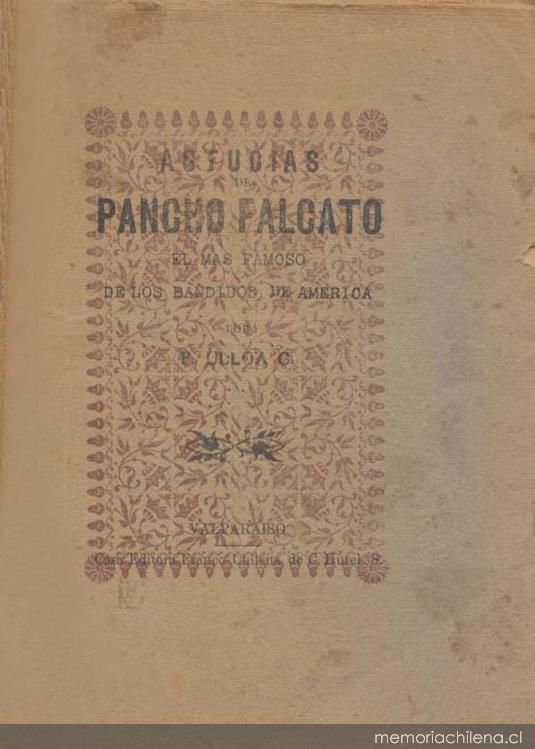 ASTUCIAS
DE
PANCHO FALCATO
EL MAS FAMOSO
DE LOS BANDIDOS DE AMERICA
POR
F. ULLOA C.
VALPARAISO
Casa Editora Franco-Chilena de C.
memoriachilena.cl